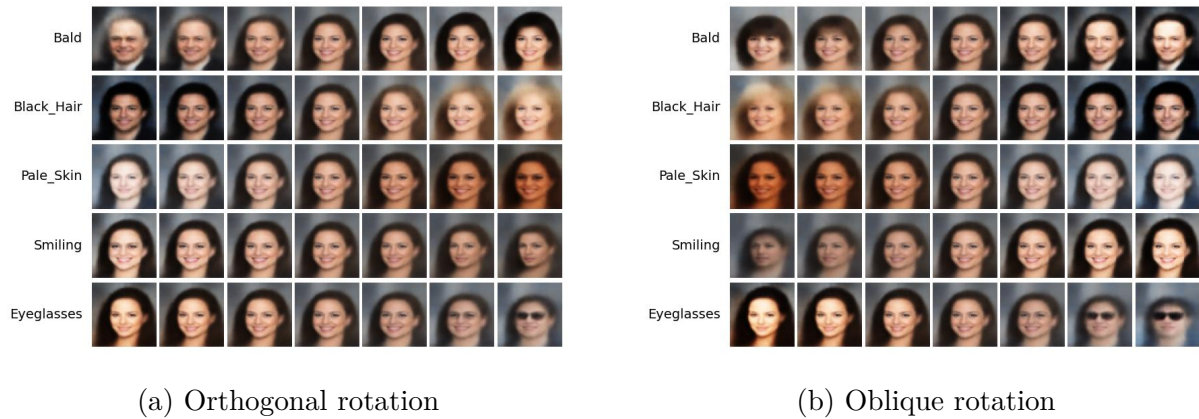 Bald
Black_Hair
Pale_Skin
Smiling
Eyeglasses
(a) Orthogonal rotation
Bald
Black_Hair
Pale_Skin
Smiling
Eyeglasses
(b) Oblique rotation